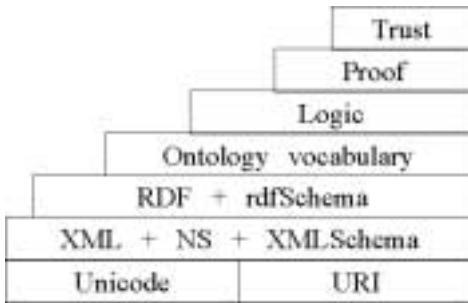 Trust
Proof
Logic
Ontology vocabulary
RDF + rdfSchema
XML + NS + XMLSchema
Unicode URI